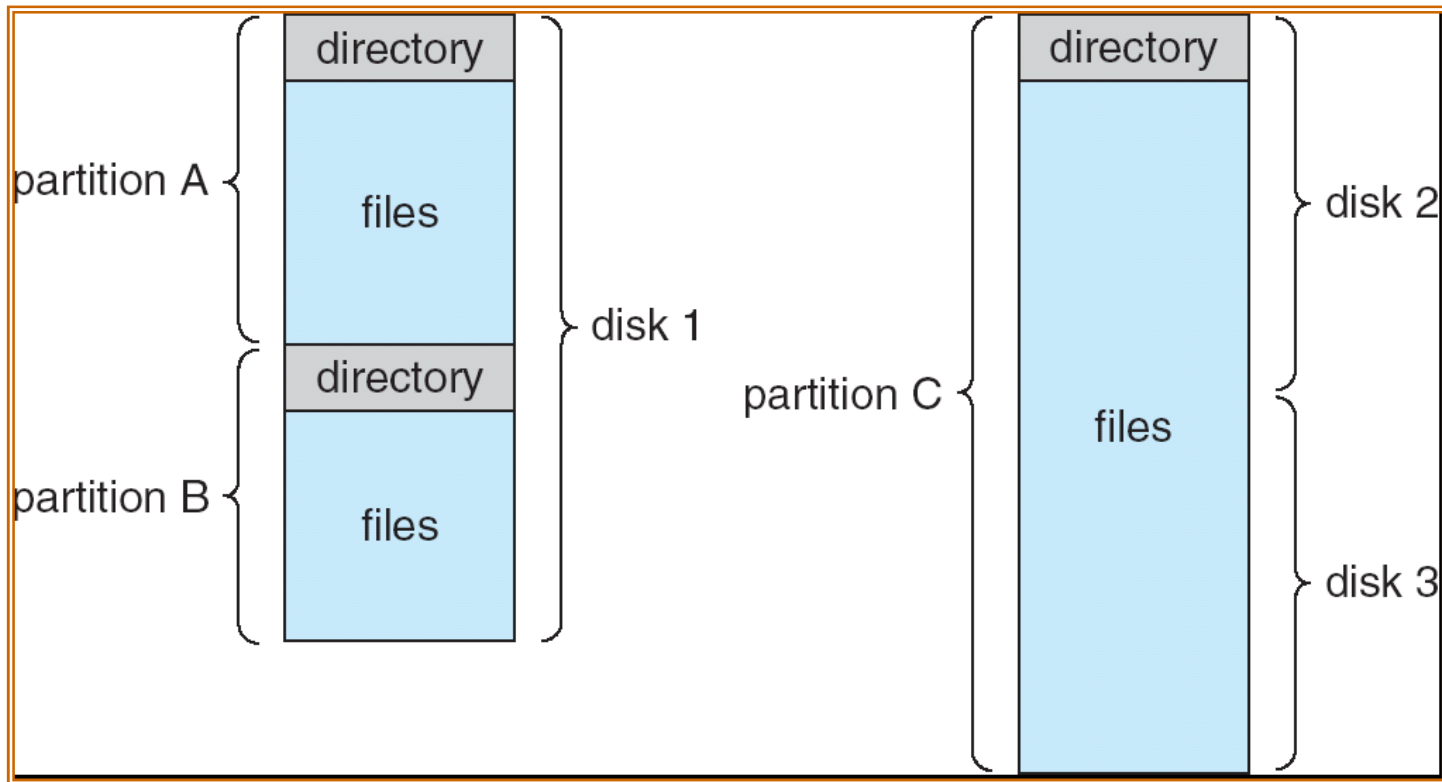 directory
partition A
files
disk 1
directory
partition B
files
directory
disk 2
partition C
files
disk 3